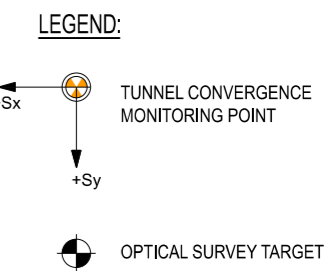 LEGEND:
TUNNEL CONVERGENCE
MONITORING POINT
Sx
+Sy
OPTICAL SURVEY TARGET